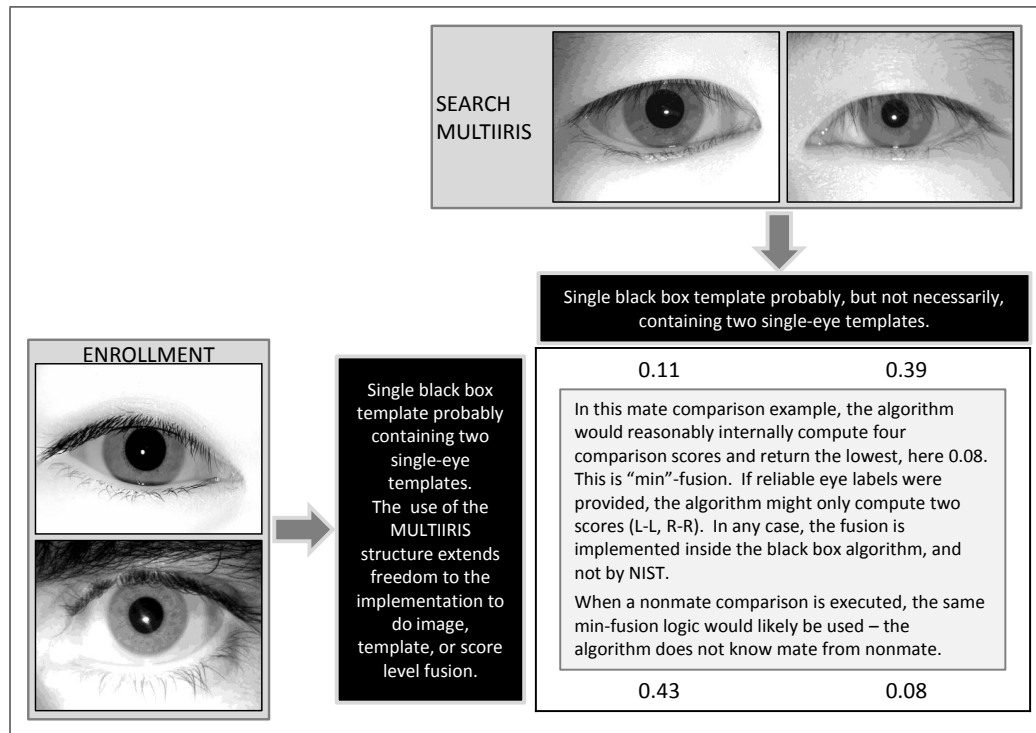 SEARCH
MULTIIRIS
Single black box template probably, but not necessarily,
containing two single-eye templates.
ENROLLMENT
Single black box
template probably
containing two
single-eye
templates.
The use of the
MULTIIRIS
structure extends
freedom to the
implementation to
do image,
template, or score
level fusion.
0.11 0.39
In this mate comparison example, the algorithm
would reasonably internally compute four
comparison scores and return the lowest, here 0.08.
This is “min”-fusion. If reliable eye labels were
provided, the algorithm might only compute two
scores (L-L, R-R). In any case, the fusion is
implemented inside the black box algorithm, and
not by NIST.
When a nonmate comparison is executed, the same
min-fusion logic would likely be used – the
algorithm does not know mate from nonmate.
0.43 0.08